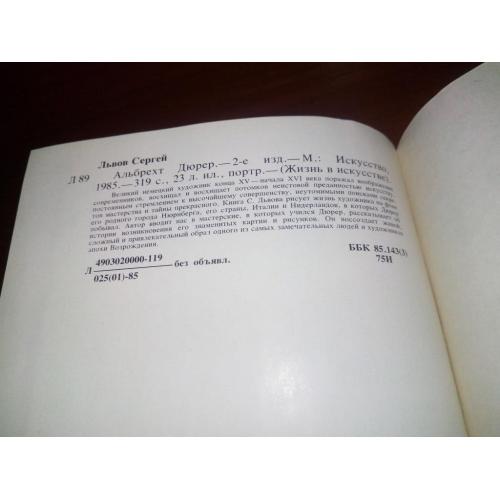 Львов Сергей
Л 89 Альбрехт Дюрер.— 2-е изд.— М.: Искусство,
1985.— 319 с., 23 л. ил., портр.— (Жизнь в искусстве).
Великий немецкий художник конца XV — начала XVI века поражал воображение
современников, восхищал и восхищает потомков неистовой преданностью искусству,
постоянным стремлением к высочайшему совершенству, неутомимыми поисками секре-
тов мастерства и тайны прекрасного. Книга С. Львова рисует жизнь художника на фоне
его родного города Нюрнберга, его страны, Италии и Нидерландов, в которых Дюрер
побывал. Автор вводит нас в мастерские, в которых учился Дюрер, рассказывает об
истории возникновения его знаменитых картин и рисунков. Он воссоздает живой,
сложный и привлекательный образ одного из самых замечательных людей и художников
эпохи Возрождения.
Л 4903020000-119 без объявл.
025(01)-85
ББК 85.143(3)
75И